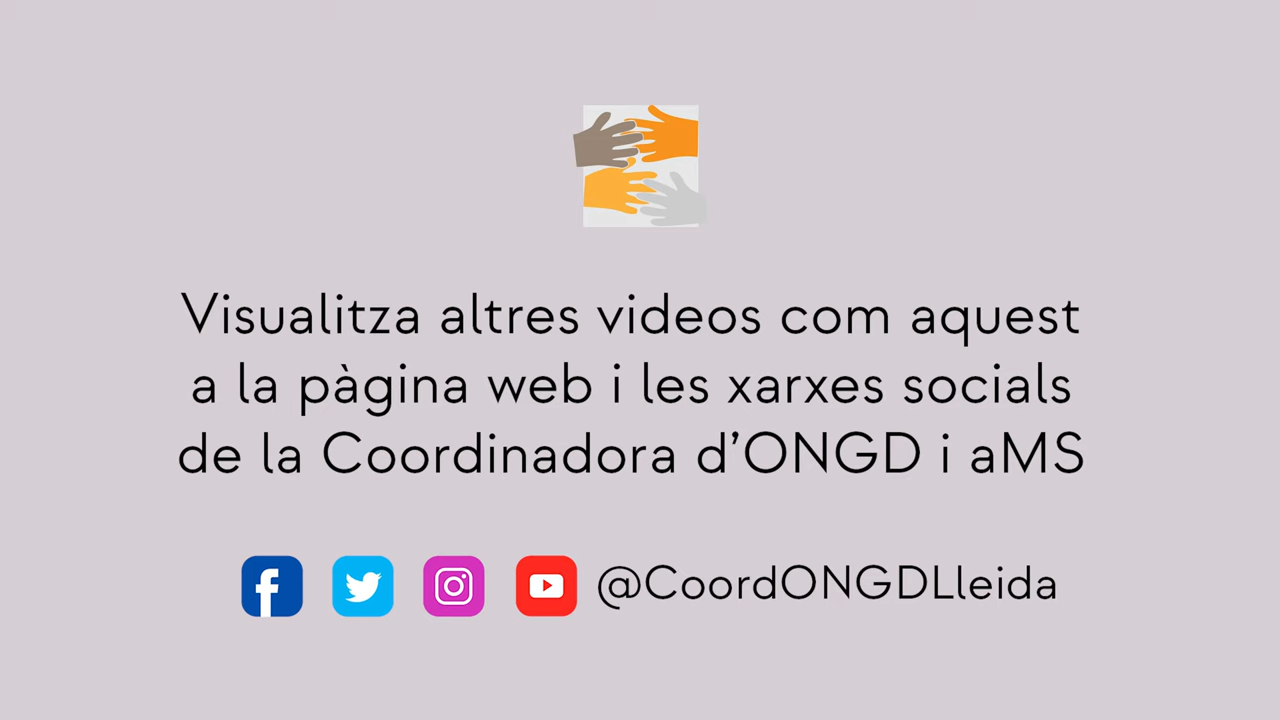 Visualitza altres videos com aquest
a la pàgina web i les xarxes socials
de la Coordinadora d’ONGD i aMS
@CoordONGDLleida